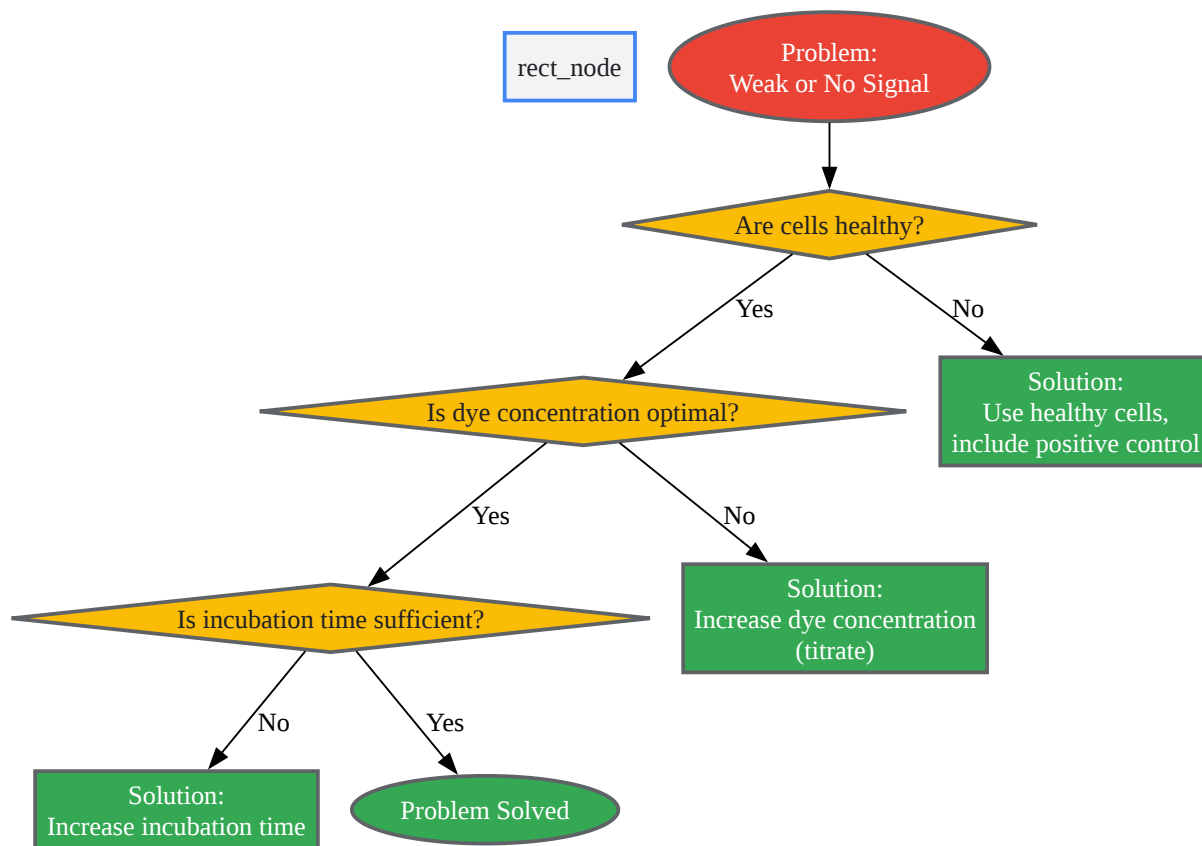 rect_node
Problem:
Weak or No Signal
Are cells healthy?
Yes
No
Solution:
Use healthy cells,
include positive control
Is dye concentration optimal?
Yes
No
Solution:
Increase dye concentration
(titrate)
Is incubation time sufficient?
No
Yes
Solution:
Increase incubation time
Problem Solved